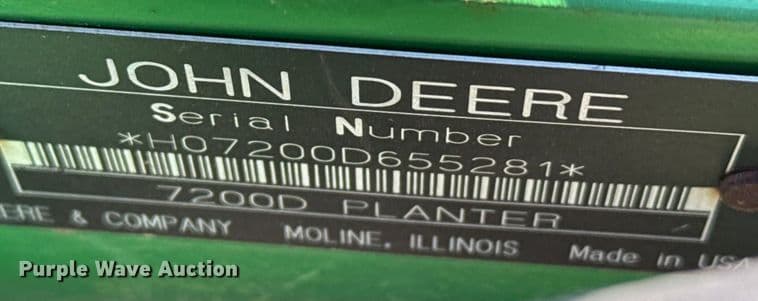 JOHN DEERE
Serial Number
*H07200D655281*
7200D PLANTER
ERE & COMPANY MOLINE, ILLINOIS Made in USA
Purple Wave Auction